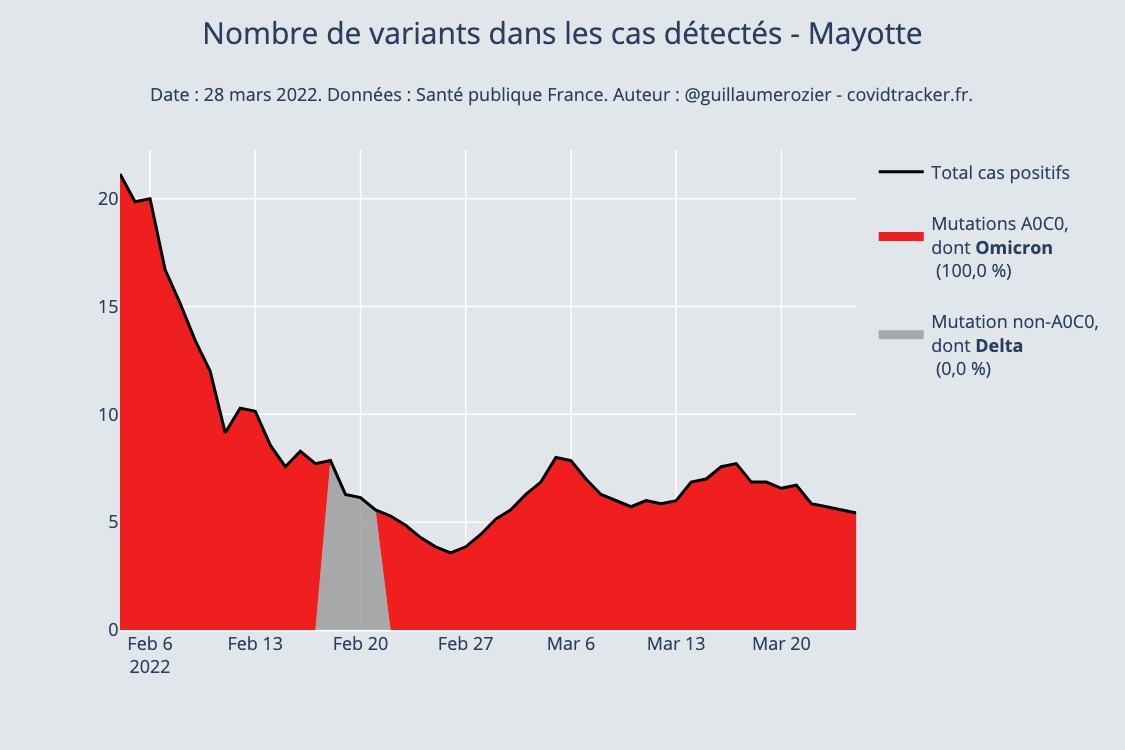 Nombre de variants dans les cas détectés - Mayotte
Date : 28 mars 2022. Données : Santé publique France. Auteur : @guillaumerozier - covidtracker.fr.
20
15
10
5
0
Feb 6
2022
Feb 13
Feb 20
Feb 27
Mar 6
Mar 13
Mar 20
Total cas positifs
Mutations A0C0,
dont Omicron
(100,0 %)
Mutation non-A0C0,
dont Delta
(0,0 %)